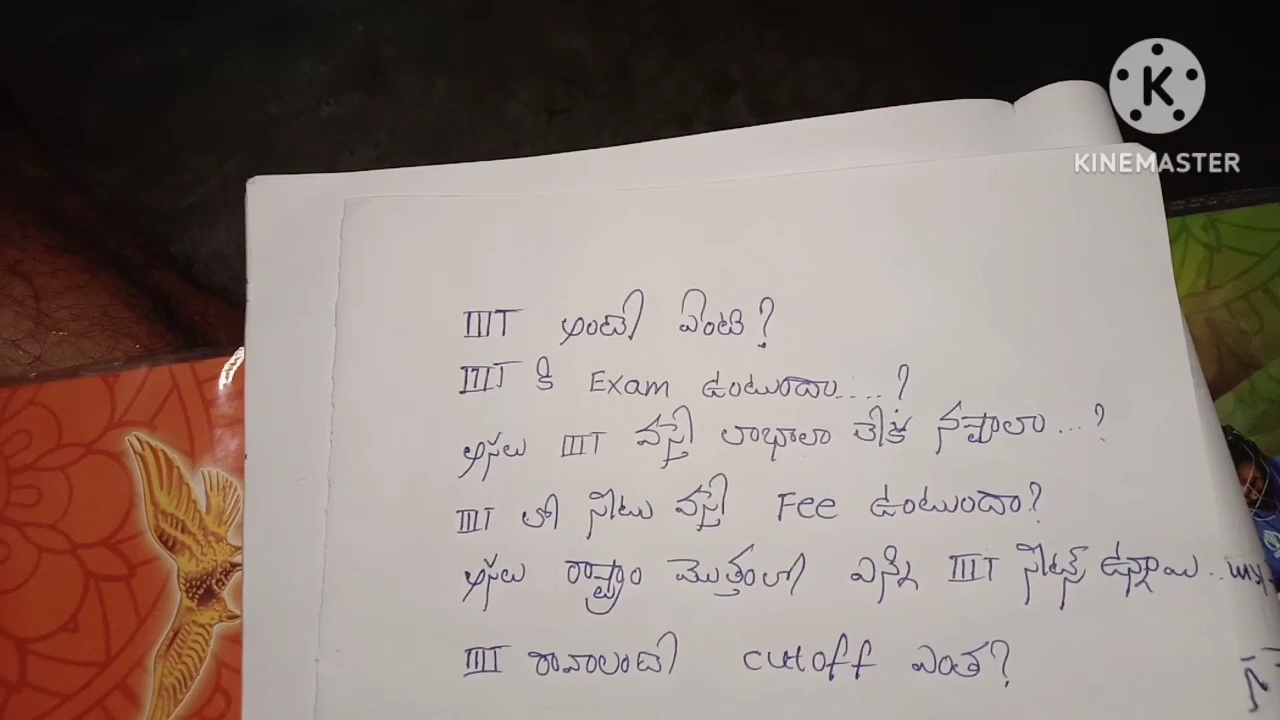 KINEMASTER
IIIT అంటే ఏంటి?
IIIT కి Exam ఉంటుందా....?
అసలు IIIT వస్తే లాభాలా లేక నష్టాలా...?
IIIT లో సీటు వస్తే Fee ఉంటుందా?
అసలు రాష్ట్రం మొత్తంలో ఎన్ని IIIT సీట్స్ ఉన్నాయి..
IIIT రావాలంటే cutoff ఎంత?